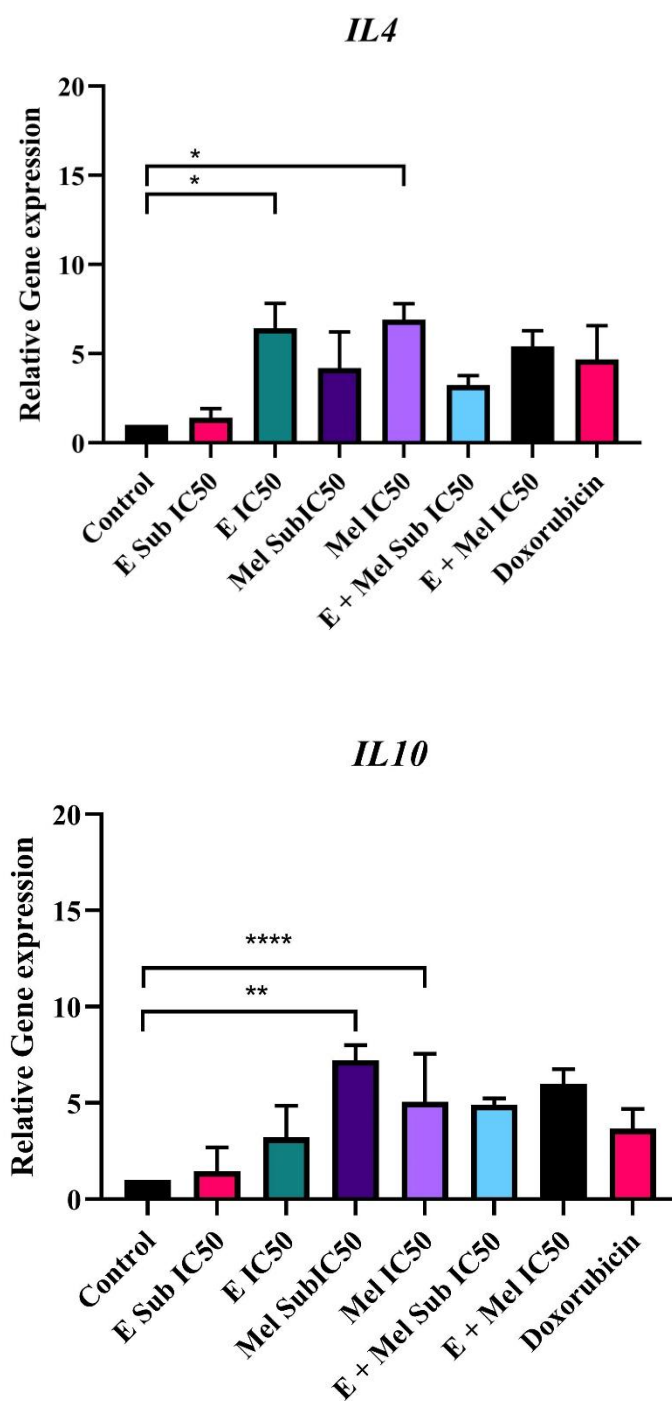 IL4
Relative Gene expression
20
15
10
5
0
*
*
Control
E Sub IC50
E IC50
Mel SubIC50
Mel IC50
E + Mel Sub IC50
E + Mel IC50
Doxorubicin
IL10
Relative Gene expression
20
15
10
5
0
****
**
Control
E Sub IC50
E IC50
Mel SubIC50
Mel IC50
E + Mel Sub IC50
E + Mel IC50
Doxorubicin